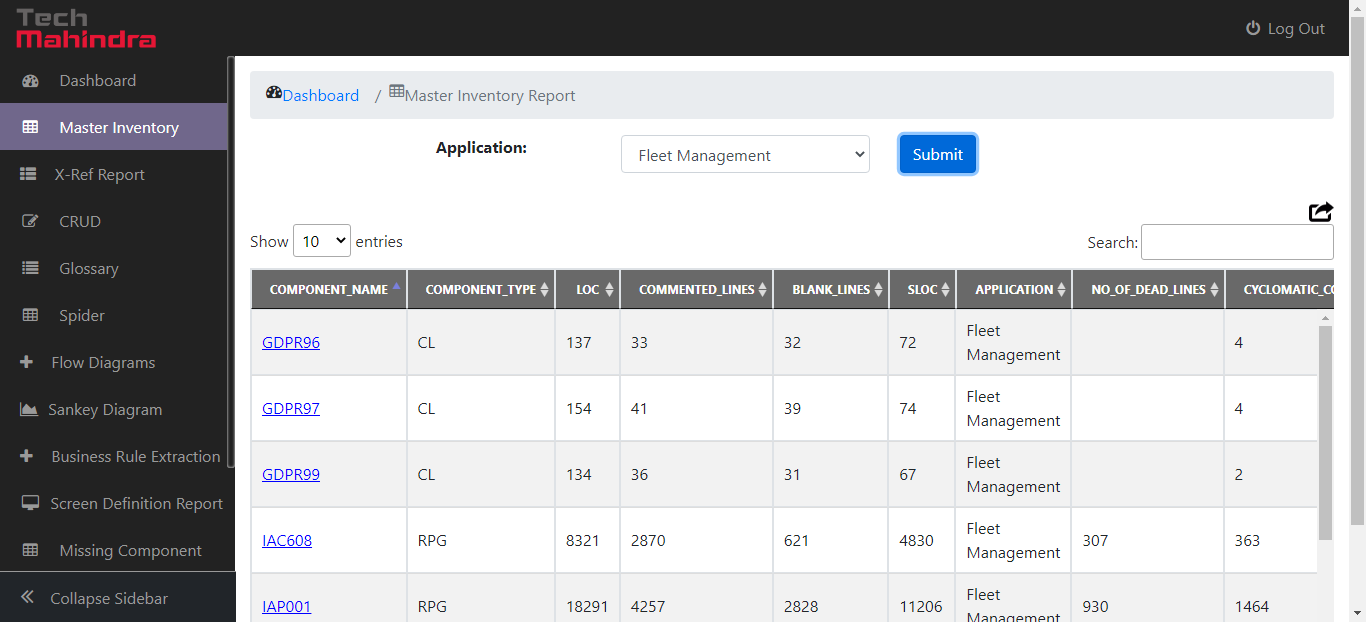 Tech
Mahindra
Log Out
Dashboard
Master Inventory
X-Ref Report
CRUD
Glossary
Spider
Flow Diagrams
Sankey Diagram
Business Rule Extraction
Screen Definition Report
Missing Component
Collapse Sidebar
Dashboard / Master Inventory Report
Application: Fleet Management Submit
Show 10 entries Search:
COMPONENT_NAME COMPONENT_TYPE LOC COMMENTED_LINES BLANK_LINES SLOC APPLICATION NO_OF_DEAD_LINES CYCLOMATIC_CO
GDPR96 CL 137 33 32 72 Fleet Management 4
GDPR97 CL 154 41 39 74 Fleet Management 4
GDPR99 CL 134 36 31 67 Fleet Management 2
IAC608 RPG 8321 2870 621 4830 Fleet Management 307 363
IAP001 RPG 18291 4257 2828 11206 Fleet Management 930 1464